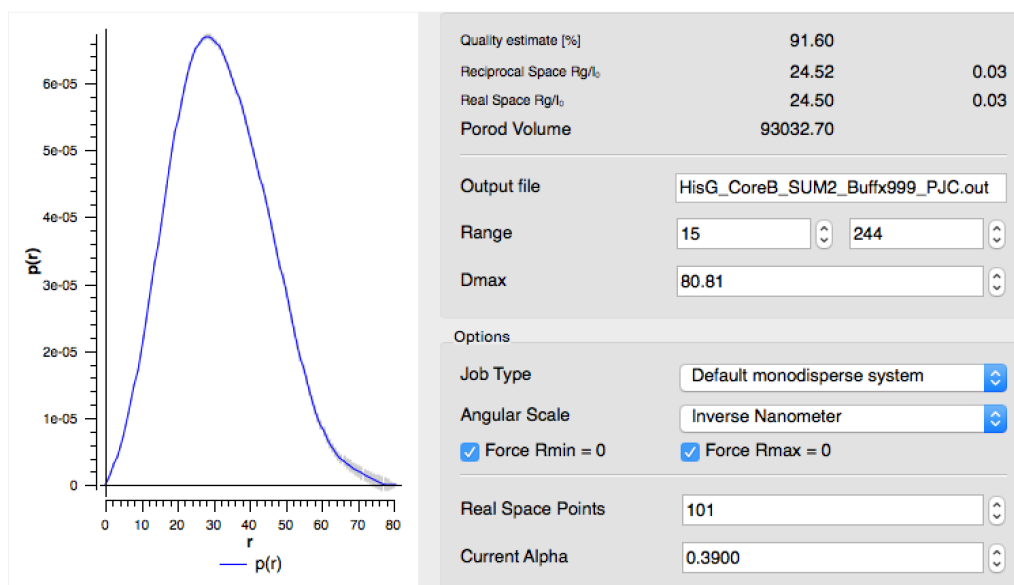 6e-05
5e-05
4e-05
3e-05
2e-05
1e-05
0
p(r)
0 10 20 30 40 50 60 70 80
r
p(r)
Quality estimate [%] 91.60
Reciprocal Space Rg/I₀ 24.52 0.03
Real Space Rg/I₀ 24.50 0.03
Porod Volume 93032.70
Output file HisG_CoreB_SUM2_Buffx999_PJC.out
Range 15 244
Dmax 80.81
Options
Job Type Default monodisperse system
Angular Scale Inverse Nanometer
Force Rmin = 0 Force Rmax = 0
Real Space Points 101
Current Alpha 0.3900